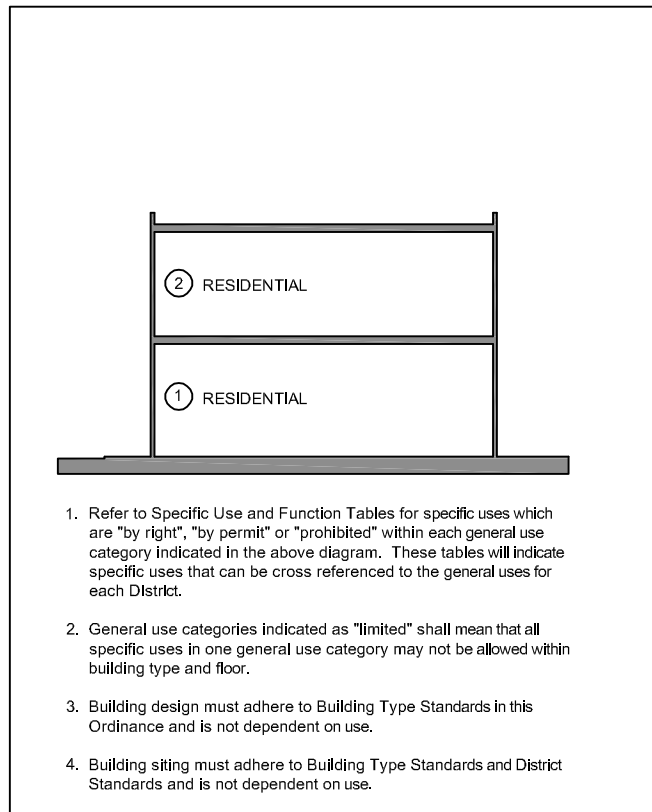 2 RESIDENTIAL
1 RESIDENTIAL
1. Refer to Specific Use and Function Tables for specific uses which
are "by right", "by permit" or "prohibited" within each general use
category indicated in the above diagram. These tables will indicate
specific uses that can be cross referenced to the general uses for
each District.
2. General use categories indicated as "limited" shall mean that all
specific uses in one general use category may not be allowed within
building type and floor.
3. Building design must adhere to Building Type Standards in this
Ordinance and is not dependent on use.
4. Building siting must adhere to Building Type Standards and District
Standards and is not dependent on use.